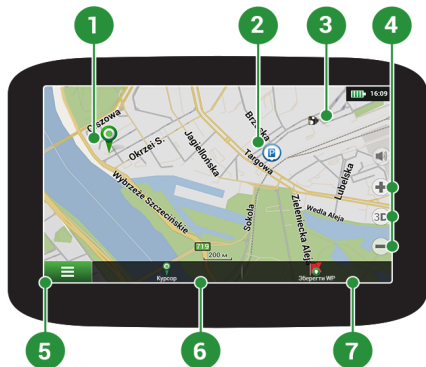 1
2
3
4
16:09
Olszowa
Brzeska
Okrzei S.
Jagiellońska
Targowa
Lubelska
3D
Wybrzeże Szczecińskie
Wedla Aleja
Sokola
Zieleniecka Aleja
719
200 м
Курсор
Зберегти WP
5
6
7